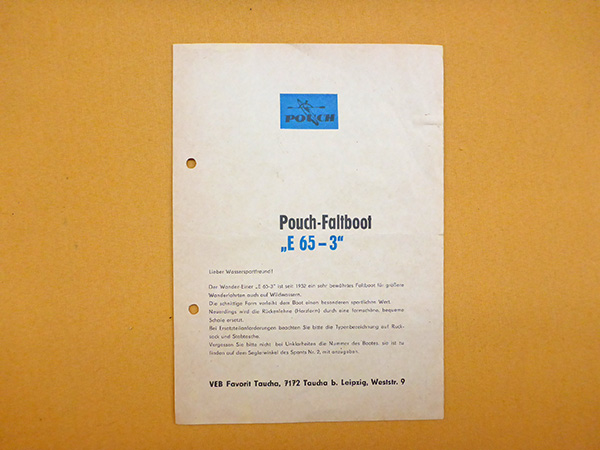 POUCH
Pouch-Faltboot
„E 65-3“
Lieber Wassersportfreund!
Der Wander-Einer „E 65-3“ ist seit 1952 ein sehr bewährtes Faltboot für größere
Wanderfahrten auch auf Wildwassern.
Die schnittige Form verleiht dem Boot einen besonderen sportlichen Wert.
Neuerdings wird die Rückenlehne (Holzform) durch eine formschöne, bequeme
Schale ersetzt.
Bei Ersatzteilanforderungen beachten Sie bitte die Typenbezeichnung auf Ruck-
sack und Stabtasche.
Vergessen Sie bitte nicht bei Unklarheiten die Nummer des Bootes, sie ist zu
finden auf dem Seglerwinkel des Spants Nr. 2, mit anzugeben.
VEB Favorit Taucha, 7172 Taucha b. Leipzig, Weststr. 9